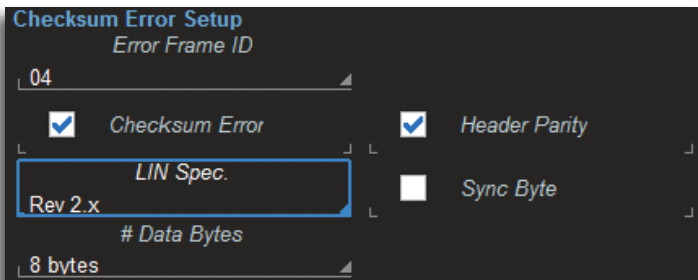 Checksum Error Setup
Error Frame ID
04
Checksum Error
Header Parity
LIN Spec.
Rev 2.x
Sync Byte
# Data Bytes
8 bytes